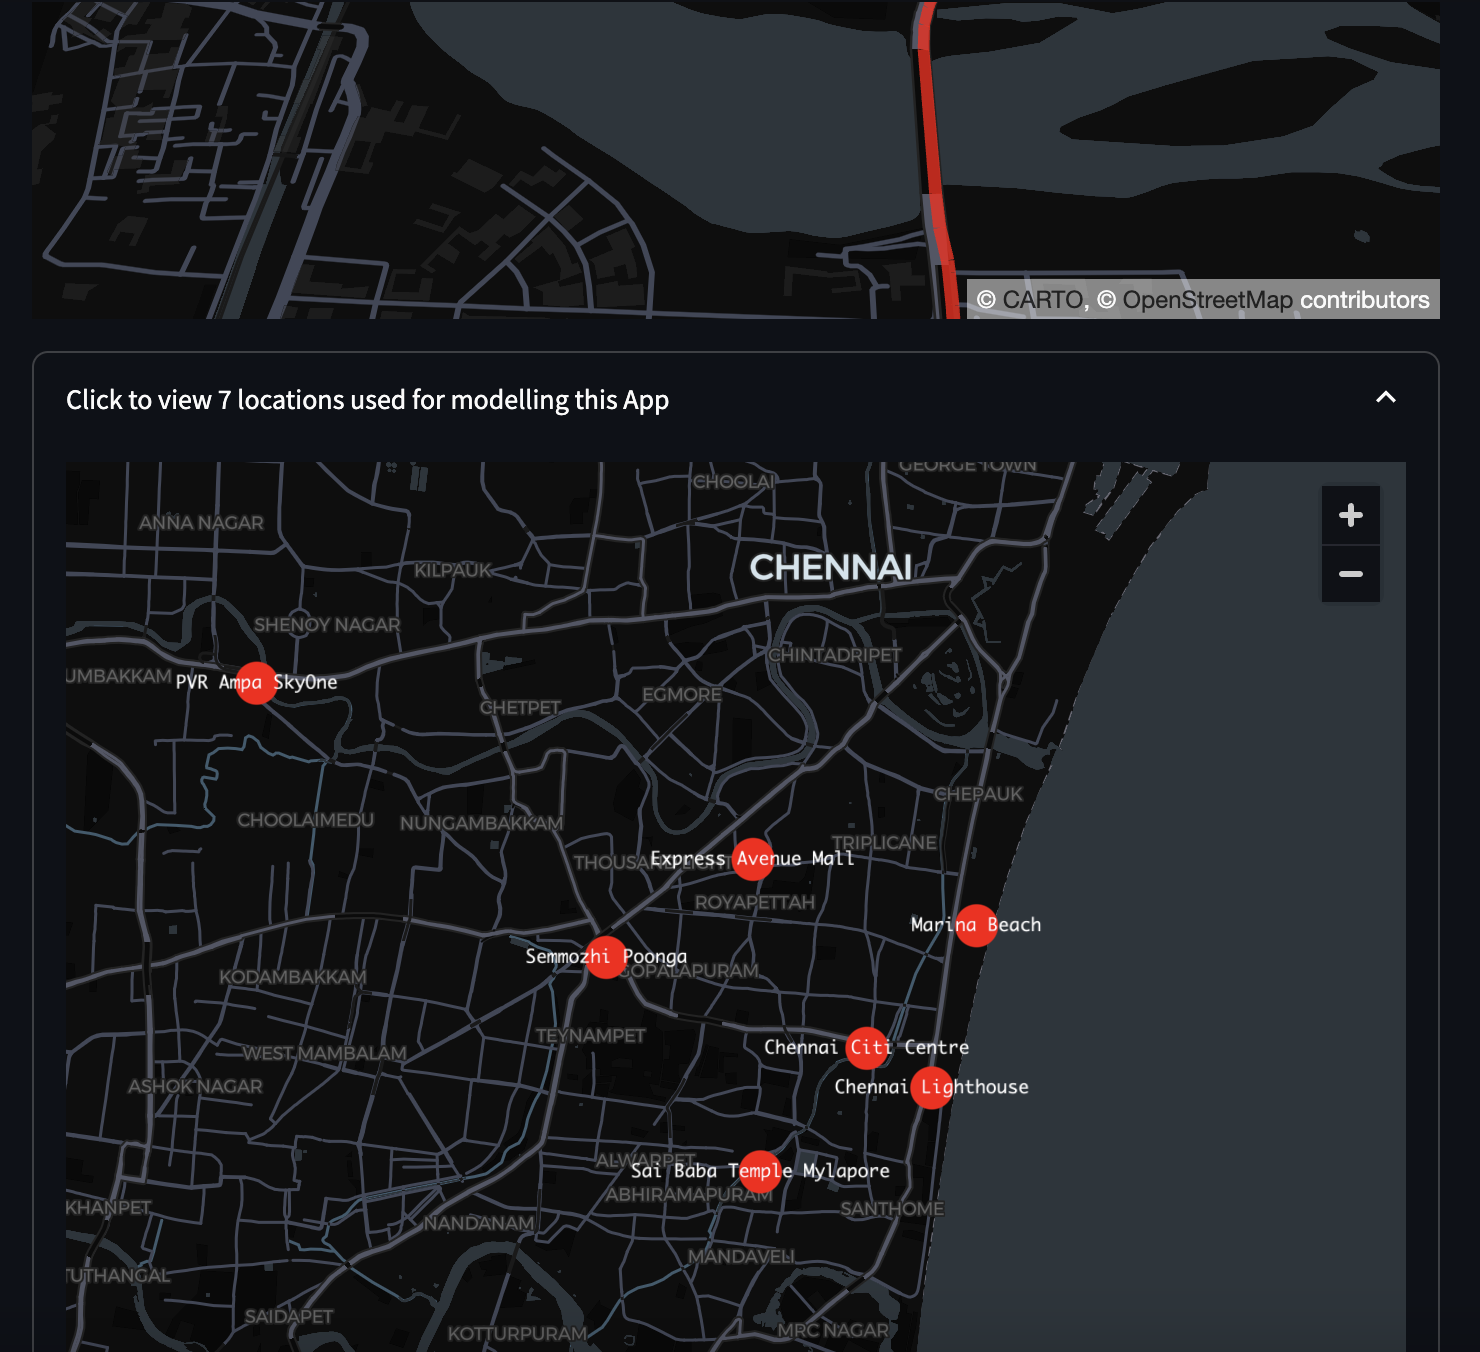 © CARTO, © OpenStreetMap contributors
Click to view 7 locations used for modelling this App
GEORGE TOWN
CHOOLAI
ANNA NAGAR
CHENNAI
KILPAUK
SHENOY NAGAR
CHINTADRIPET
UMBAKKAM
PVR Ampa SkyOne
EGMORE
CHETPET
CHEPAUK
CHOOLAIMEDU
NUNGAMBAKKAM
TRIPLICANE
Express Avenue Mall
ROYAPETTAH
Marina Beach
Semmozhi Poonga
GOPALAPURAM
KODAMBAKKAM
TEYNAMPET
Chennai Citi Centre
WEST MAMBALAM
ASHOK NAGAR
Chennai Lighthouse
ALWARPET
Sai Baba Temple Mylapore
ABHIRAMAPURAM
KHANPET
SANTHOME
NANDANAM
MANDAVELI
TUTHANGAL
SAIDAPET
KOTTURPURAM
MRC NAGAR